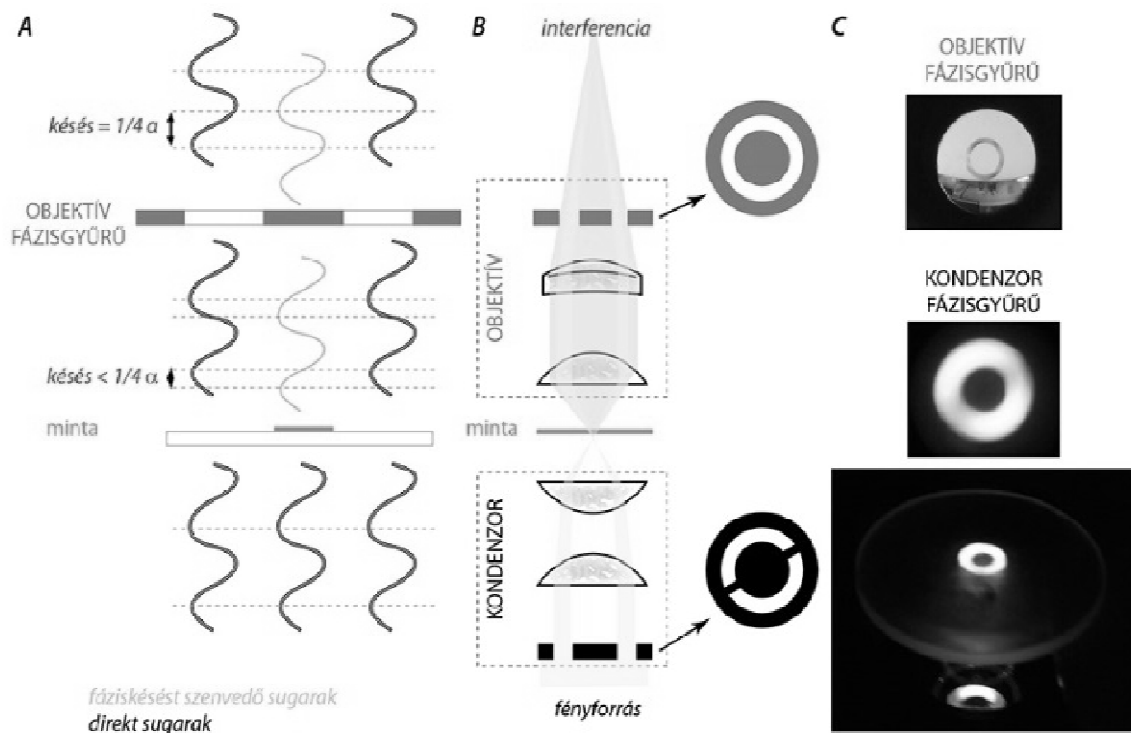 A
késés = 1/4 α
OBJEKTÍV
FÁZISGYŰRŰ
késés < 1/4 α
minta
fáziskésést szenvedő sugarak
direkt sugarak
B
interferencia
OBJEKTÍV
minta
KONDENZOR
fényforrás
C
OBJEKTÍV
FÁZISGYŰRŰ
KONDENZOR
FÁZISGYŰRŰ